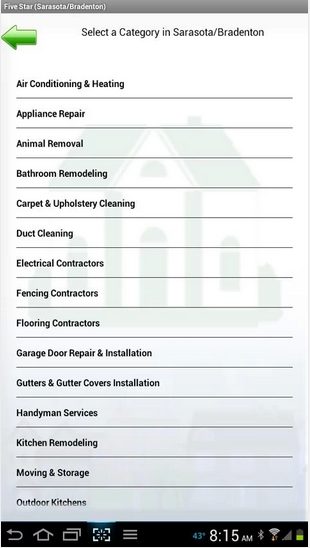 Five Star (Sarasota/Bradenton)
Select a Category in Sarasota/Bradenton
Air Conditioning & Heating
Appliance Repair
Animal Removal
Bathroom Remodeling
Carpet & Upholstery Cleaning
Duct Cleaning
Electrical Contractors
Fencing Contractors
Flooring Contractors
Garage Door Repair & Installation
Gutters & Gutter Covers Installation
Handyman Services
Kitchen Remodeling
Moving & Storage
Outdoor Kitchens
43° 8:15 AM